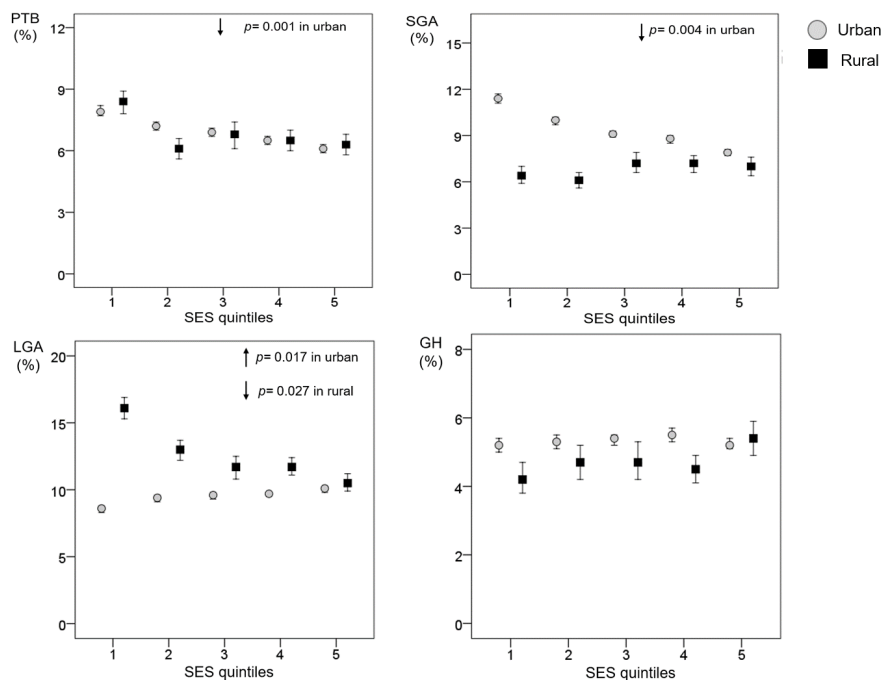 PTB
(%)
12
9
6
3
0
p= 0.001 in urban
1 2 3 4 5
SES quintiles
SGA
(%)
15
12
9
6
3
0
p= 0.004 in urban
1 2 3 4 5
SES quintiles
Urban
Rural
LGA
(%)
20
15
10
5
0
p= 0.017 in urban
p= 0.027 in rural
1 2 3 4 5
SES quintiles
GH
(%)
8
6
4
2
0
1 2 3 4 5
SES quintiles